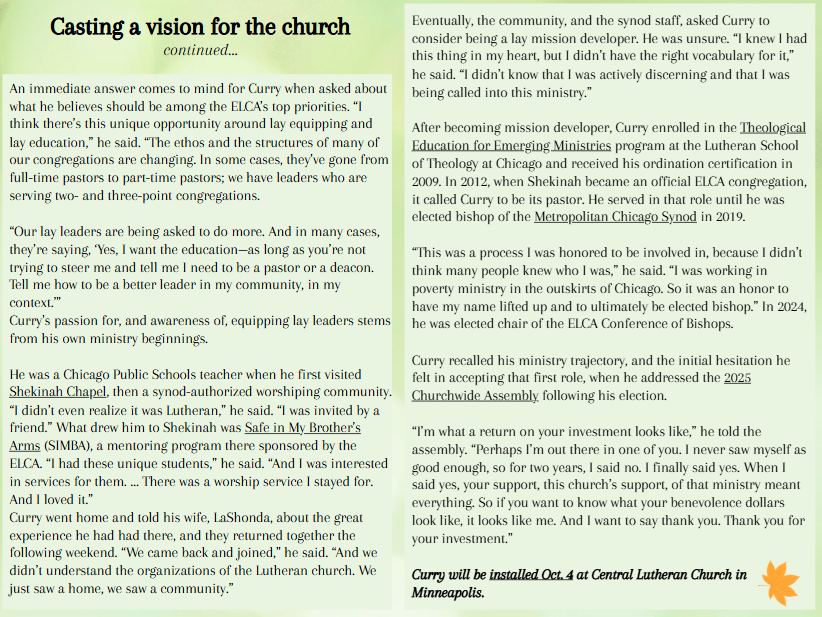 Casting a vision for the church
continued...
An immediate answer comes to mind for Curry when asked about
what he believes should be among the ELCA's top priorities. “I
think there's this unique opportunity around lay equipping and
lay education,” he said. “The ethos and the structures of many of
our congregations are changing. In some cases, they've gone from
full-time pastors to part-time pastors; we have leaders who are
serving two- and three-point congregations.
“Our lay leaders are being asked to do more. And in many cases,
they're saying, ‘Yes, I want the education—as long as you're not
trying to steer me and tell me I need to be a pastor or a deacon.
Tell me how to be a better leader in my community, in my
context.’”
Curry's passion for, and awareness of, equipping lay leaders stems
from his own ministry beginnings.
He was a Chicago Public Schools teacher when he first visited
Shekinah Chapel, then a synod-authorized worshiping community.
“I didn't even realize it was Lutheran,” he said. “I was invited by a
friend.” What drew him to Shekinah was Safe in My Brother's
Arms (SIMBA), a mentoring program there sponsored by the
ELCA. “I had these unique students,” he said. “And I was interested
in services for them. ... There was a worship service I stayed for.
And I loved it.”
Curry went home and told his wife, LaShonda, about the great
experience he had had there, and they returned together the
following weekend. “We came back and joined,” he said. “And we
didn't understand the organizations of the Lutheran church. We
just saw a home, we saw a community.”
Eventually, the community, and the synod staff, asked Curry to
consider being a lay mission developer. He was unsure. “I knew I had
this thing in my heart, but I didn't have the right vocabulary for it,”
he said. “I didn't know that I was actively discerning and that I was
being called into this ministry.”
After becoming mission developer, Curry enrolled in the Theological
Education for Emerging Ministries program at the Lutheran School
of Theology at Chicago and received his ordination certification in
2009. In 2012, when Shekinah became an official ELCA congregation,
it called Curry to be its pastor. He served in that role until he was
elected bishop of the Metropolitan Chicago Synod in 2019.
“This was a process I was honored to be involved in, because I didn't
think many people knew who I was,” he said. “I was working in
poverty ministry in the outskirts of Chicago. So it was an honor to
have my name lifted up and to ultimately be elected bishop.” In 2024,
he was elected chair of the ELCA Conference of Bishops.
Curry recalled his ministry trajectory, and the initial hesitation he
felt in accepting that first role, when he addressed the 2025
Churchwide Assembly following his election.
“I'm what a return on your investment looks like,” he told the
assembly. “Perhaps I'm out there in one of you. I never saw myself as
good enough, so for two years, I said no. I finally said yes. When I
said yes, your support, this church's support, of that ministry meant
everything. So if you want to know what your benevolence dollars
look like, it looks like me. And I want to say thank you. Thank you for
your investment.”
Curry will be installed Oct. 4 at Central Lutheran Church in
Minneapolis.